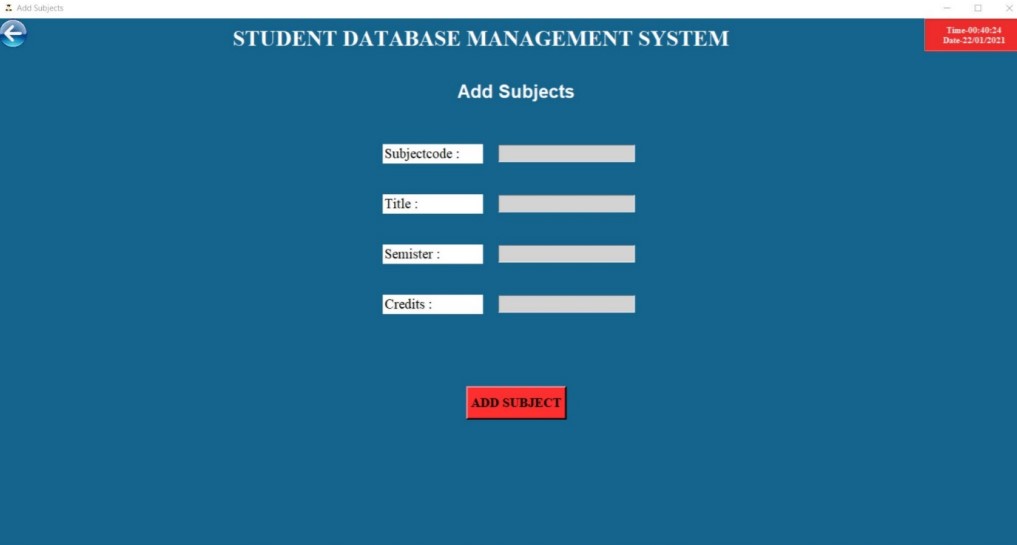 Add Subjects
STUDENT DATABASE MANAGEMENT SYSTEM
Time-00:40:24
Date-22/01/2021
Add Subjects
Subjectcode :
Title :
Semister :
Credits :
ADD SUBJECT